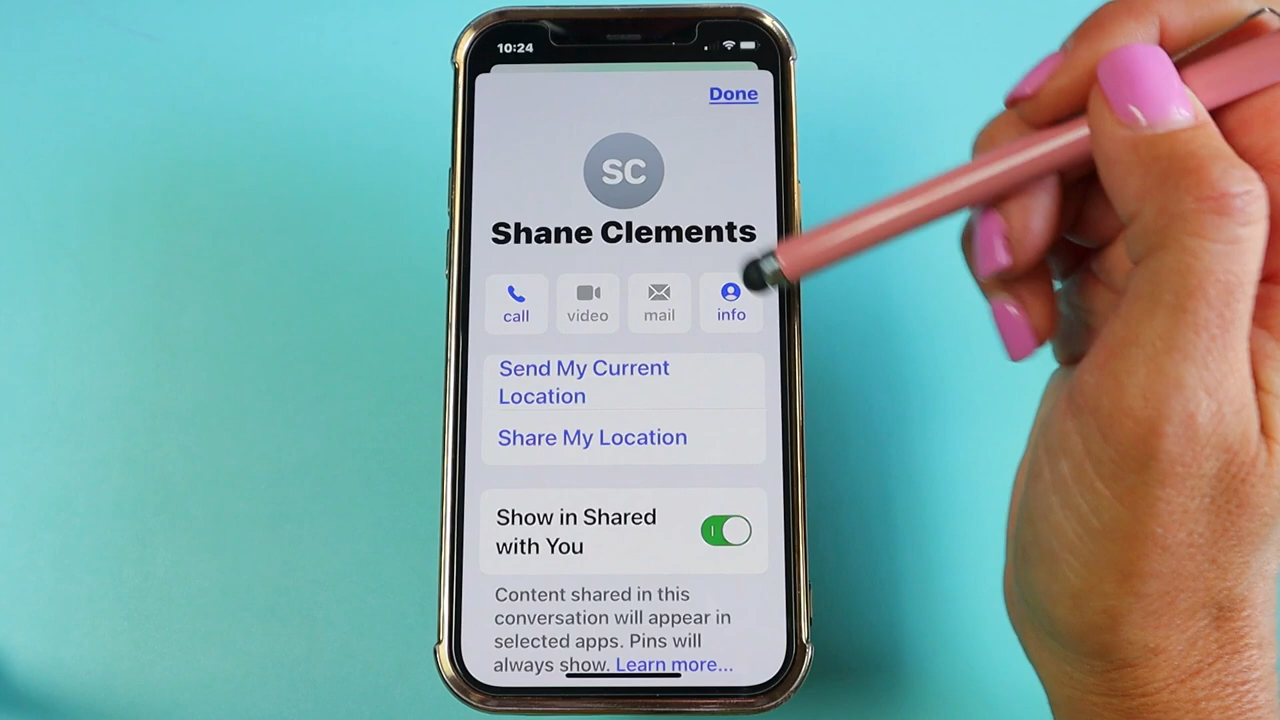 10:24
Done
SC
Shane Clements
call
video
mail
info
Send My Current
Location
Share My Location
Show in Shared
with You
Content shared in this
conversation will appear in
selected apps. Pins will
always show. Learn more...